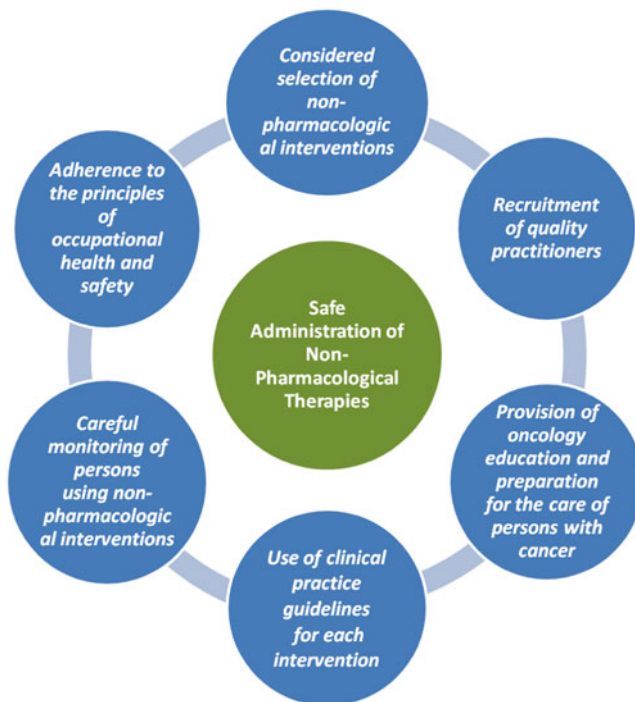 Considered
selection of
non-
pharmacologic
al interventions
Recruitment
of quality
practitioners
Provision of
oncology
education and
preparation
for the care of
persons with
cancer
Use of clinical
practice
guidelines
for each
intervention
Careful
monitoring of
persons
using non-
pharmacologic
al interventions
Adherence to
the principles
of
occupational
health and
safety
Safe
Administration of
Non-
Pharmacological
Therapies